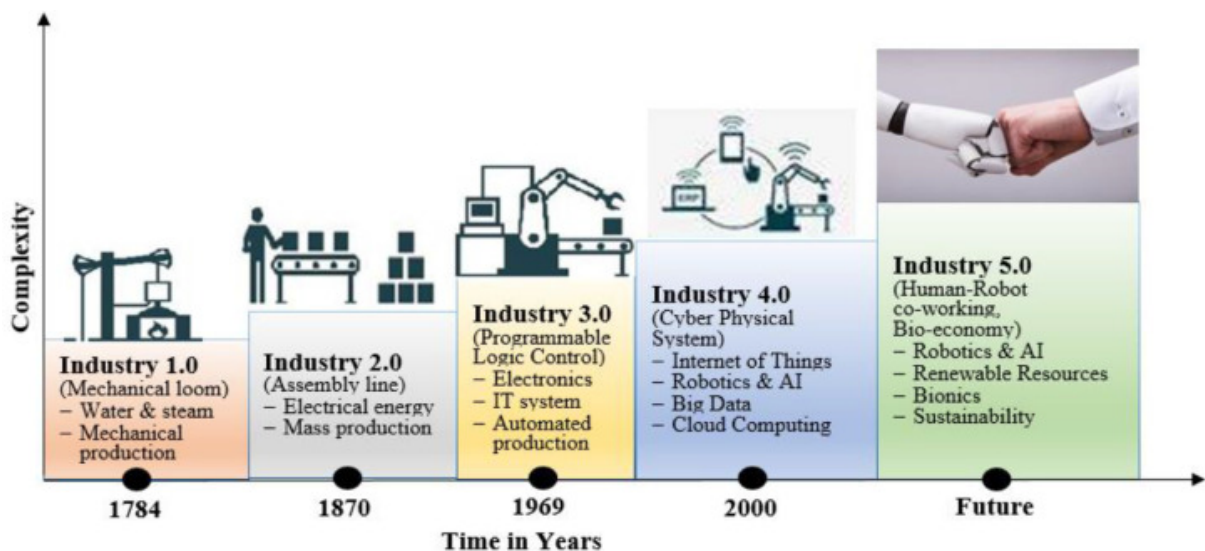 Complexity
ERP
Industry 1.0
(Mechanical loom)
– Water & steam
– Mechanical
production
Industry 2.0
(Assembly line)
– Electrical energy
– Mass production
Industry 3.0
(Programmable
Logic Control)
– Electronics
– IT system
– Automated
production
Industry 4.0
(Cyber Physical
System)
– Internet of Things
– Robotics & AI
– Big Data
– Cloud Computing
Industry 5.0
(Human-Robot
co-working,
Bio-economy)
– Robotics & AI
– Renewable Resources
– Bionics
– Sustainability
1784
1870
1969
2000
Future
Time in Years